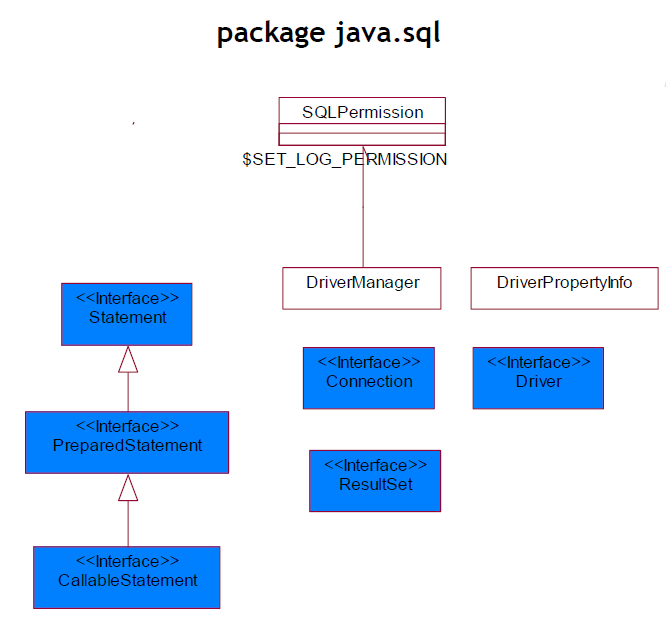 package java.sql
SQLPermission
$SET_LOG_PERMISSION
DriverManager
DriverPropertyInfo
<<Interface>>
Statement
<<Interface>>
Connection
<<Interface>>
Driver
<<Interface>>
PreparedStatement
<<Interface>>
ResultSet
<<Interface>>
CallableStatement